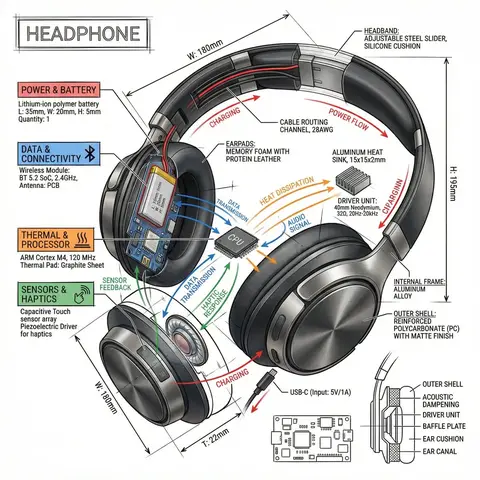 HEADPHONE
W: 180mm
HEADBAND:
ADJUSTABLE STEEL SLIDER,
SILICONE CUSHION
POWER & BATTERY
Lithium-ion polymer battery
L: 35mm, W: 20mm, H: 5mm
Quantity: 1
CHARGING
CABLE ROUTING
CHANNEL, 28AWG
POWER FLOW
DATA &
CONNECTIVITY
Wireless Module:
BT 5.2 SoC, 2.4GHz,
Antenna: PCB
EARPADS:
MEMORY FOAM WITH
PROTEIN LEATHER
ALUMINUM HEAT
SINK, 15x15x2mm
HEAT DISSIPATION
DRIVER UNIT:
40mm Neodymium,
32Ω, 20Hz-20kHz
CIFARGINN
H: 195mm
DATA
TRANSMISSION
AUDIO
SIGNAL
CPU
THERMAL &
PROCESSOR
ARM Cortex M4, 120 MHz
Thermal Pad: Graphite Sheet
SENSORS &
HAPTICS
Capacitive Touch
sensor array
Piezoelectric Driver
for haptics
SENSOR
FEEDBACK
DATA
TRANSMISSION
HAPTIC
RESPONSE
INTERNAL FRAME:
ALUMINUM
ALLOY
OUTER SHELL:
REINFORCED
POLYCARBONATE (PC)
WITH MATTE FINISH
CHARGING
USB-C (Input: 5V/1A)
W: 180mm
T: 22mm
OUTER SHELL
ACOUSTIC
DAMPENING
DRIVER UNIT
BAFFLE PLATE
EAR CUSHION
EAR CANAL